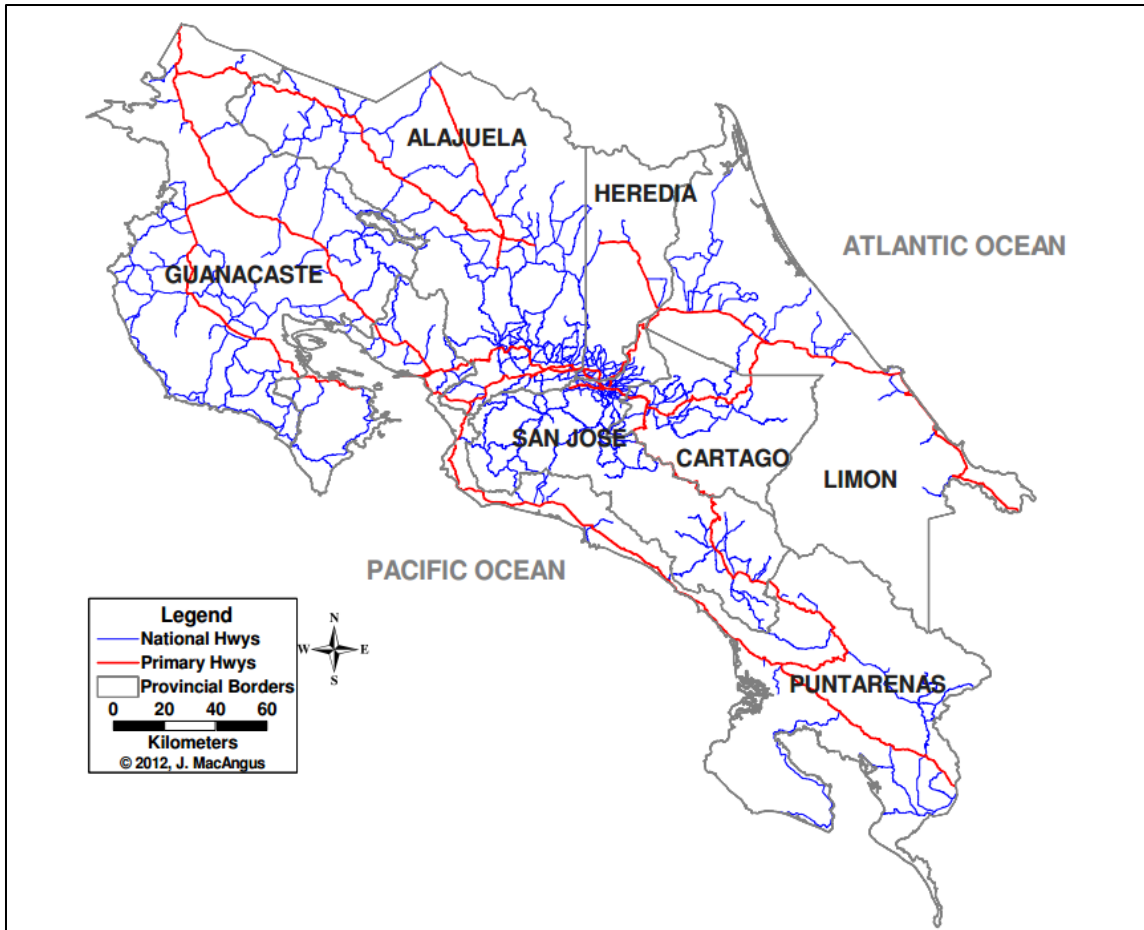 ALAJUELA
HEREDIA
ATLANTIC OCEAN
GUANACASTE
SAN JOSE
CARTAGO
LIMON
PACIFIC OCEAN
PUNTARENAS
Legend
National Hwys
Primary Hwys
Provincial Borders
0 20 40 60
Kilometers
© 2012, J. MacAngus
N
W E
S